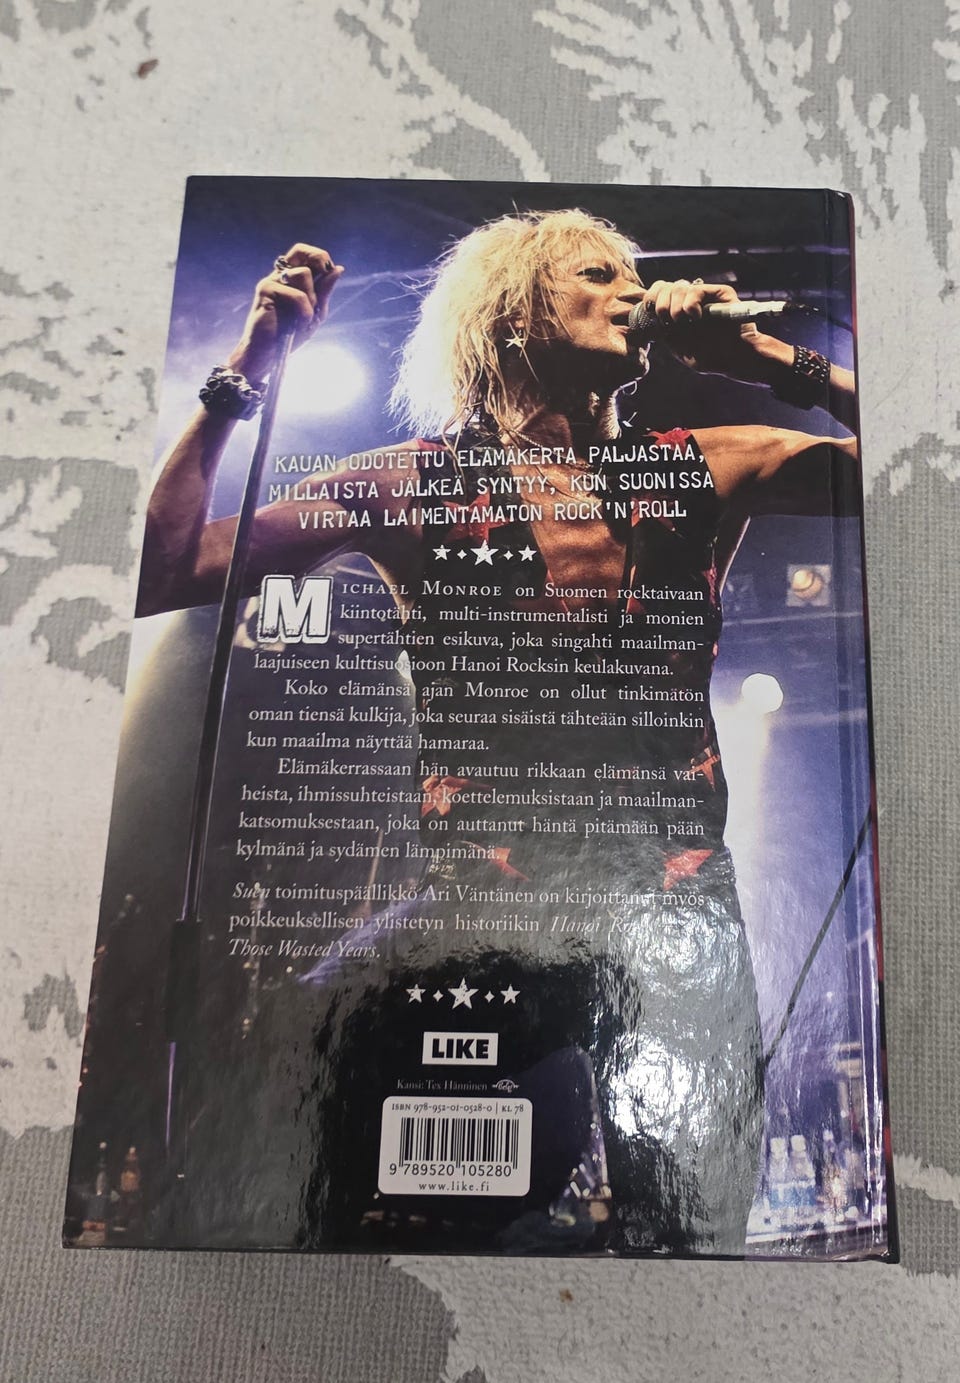 KAUAN ODOTETTU ELÄMÄKERTA PALJASTAA,
MILLAISTA JÄLKEÄ SYNTYY, KUN SUONISSA
VIRTAA LAIMENTAMATON ROCK'N'ROLL
MICHAEL MONROE on Suomen rocktaivaan
kiintotähti, multi-instrumentalisti ja monien
supertähtien esikuva, joka singahti maailman-
laajuiseen kulttisuosioon Hanoi Rocksin keulakuvana.
Koko elämänsä ajan Monroe on ollut tinkimätön
oman tiensä kulkija, joka seuraa sisäistä tähteään silloinkin
kun maailma näyttää hamaraa.
Elämäkerrassaan hän avautuu rikkaan elämänsä vai-
heista, ihmissuhteistaan, koettelemuksistaan ja maailman-
katsomuksestaan, joka on auttanut häntä pitämään pään
kylmänä ja sydämen lämpimänä.
Suen toimituspäällikkö Ari Väntänen on kirjoittanut myös
poikkeuksellisen ylistetyn historiikin Hanoi
Those Wasted Years.
LIKE
Kansi: Tex Hänninen
ISBN 978-952-01-0528-0 | KL 78
9 789520 105280
www.like.fi